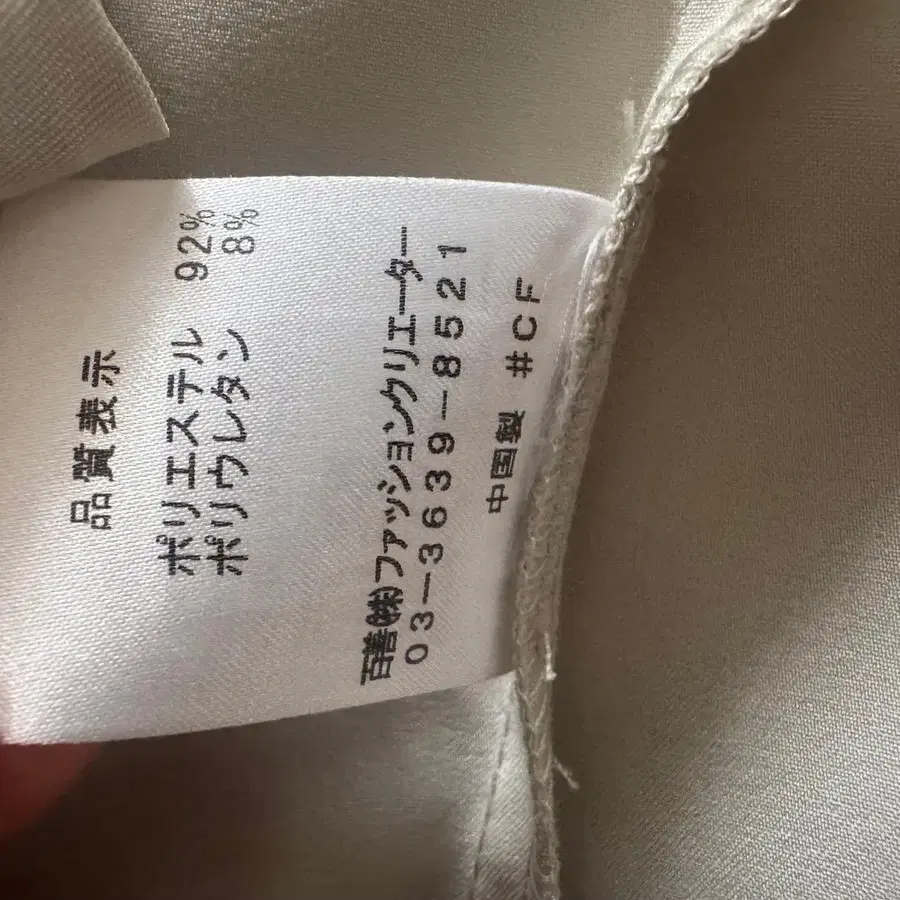 品質表示
ポリエステル 92%
ポリウレタン 8%
百善㈱ファッションクリエーター
03-3639-8521
中国製 #CF